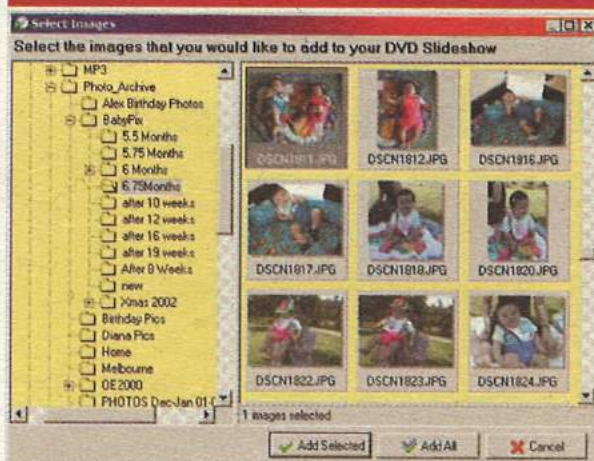 Select Images
Select the images that you would like to add to your DVD Slideshow
MP3
Photo_Archive
Alex Birthday Photos
BabyPix
5.5 Months
5.75 Months
6 Months
6.75Months
after 10 weeks
after 12 weeks
after 16 weeks
after 19 weeks
After 8 Weeks
new
Xmas 2002
Birthday Pics
Diana Pics
Home
Melbourne
OE2000
PHOTOS Dec-Jan 01-0
DSCN1811.JPG
DSCN1812.JPG
DSCN1816.JPG
DSCN1817.JPG
DSCN1818.JPG
DSCN1820.JPG
DSCN1822.JPG
DSCN1823.JPG
DSCN1824.JPG
1 images selected
Add Selected
Add All
Cancel